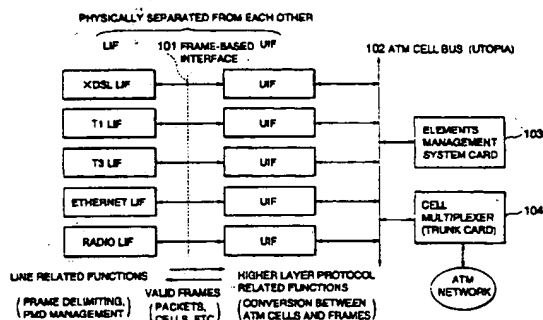 PHYSICALLY SEPARATED FROM EACH OTHER
LIF
101 FRAME-BASED
INTERFACE
UIF
102 ATM CELL BUS (UTOPIA)
XDSL LIF
UIF
T1 LIF
UIF
T3 LIF
UIF
ETHERNET LIF
UIF
RADIO LIF
UIF
ELEMENTS
MANAGEMENT
SYSTEM CARD
103
CELL
MULTIPLEXER
(TRUNK CARD)
104
ATM
NETWORK
LINE RELATED FUNCTIONS
(FRAME DELIMITING,
PMD MANAGEMENT)
VALID FRAMES
(PACKETS,
CELLS, ETC.)
HIGHER LAYER PROTOCOL
RELATED FUNCTIONS
(CONVERSION BETWEEN
ATM CELLS AND FRAMES)